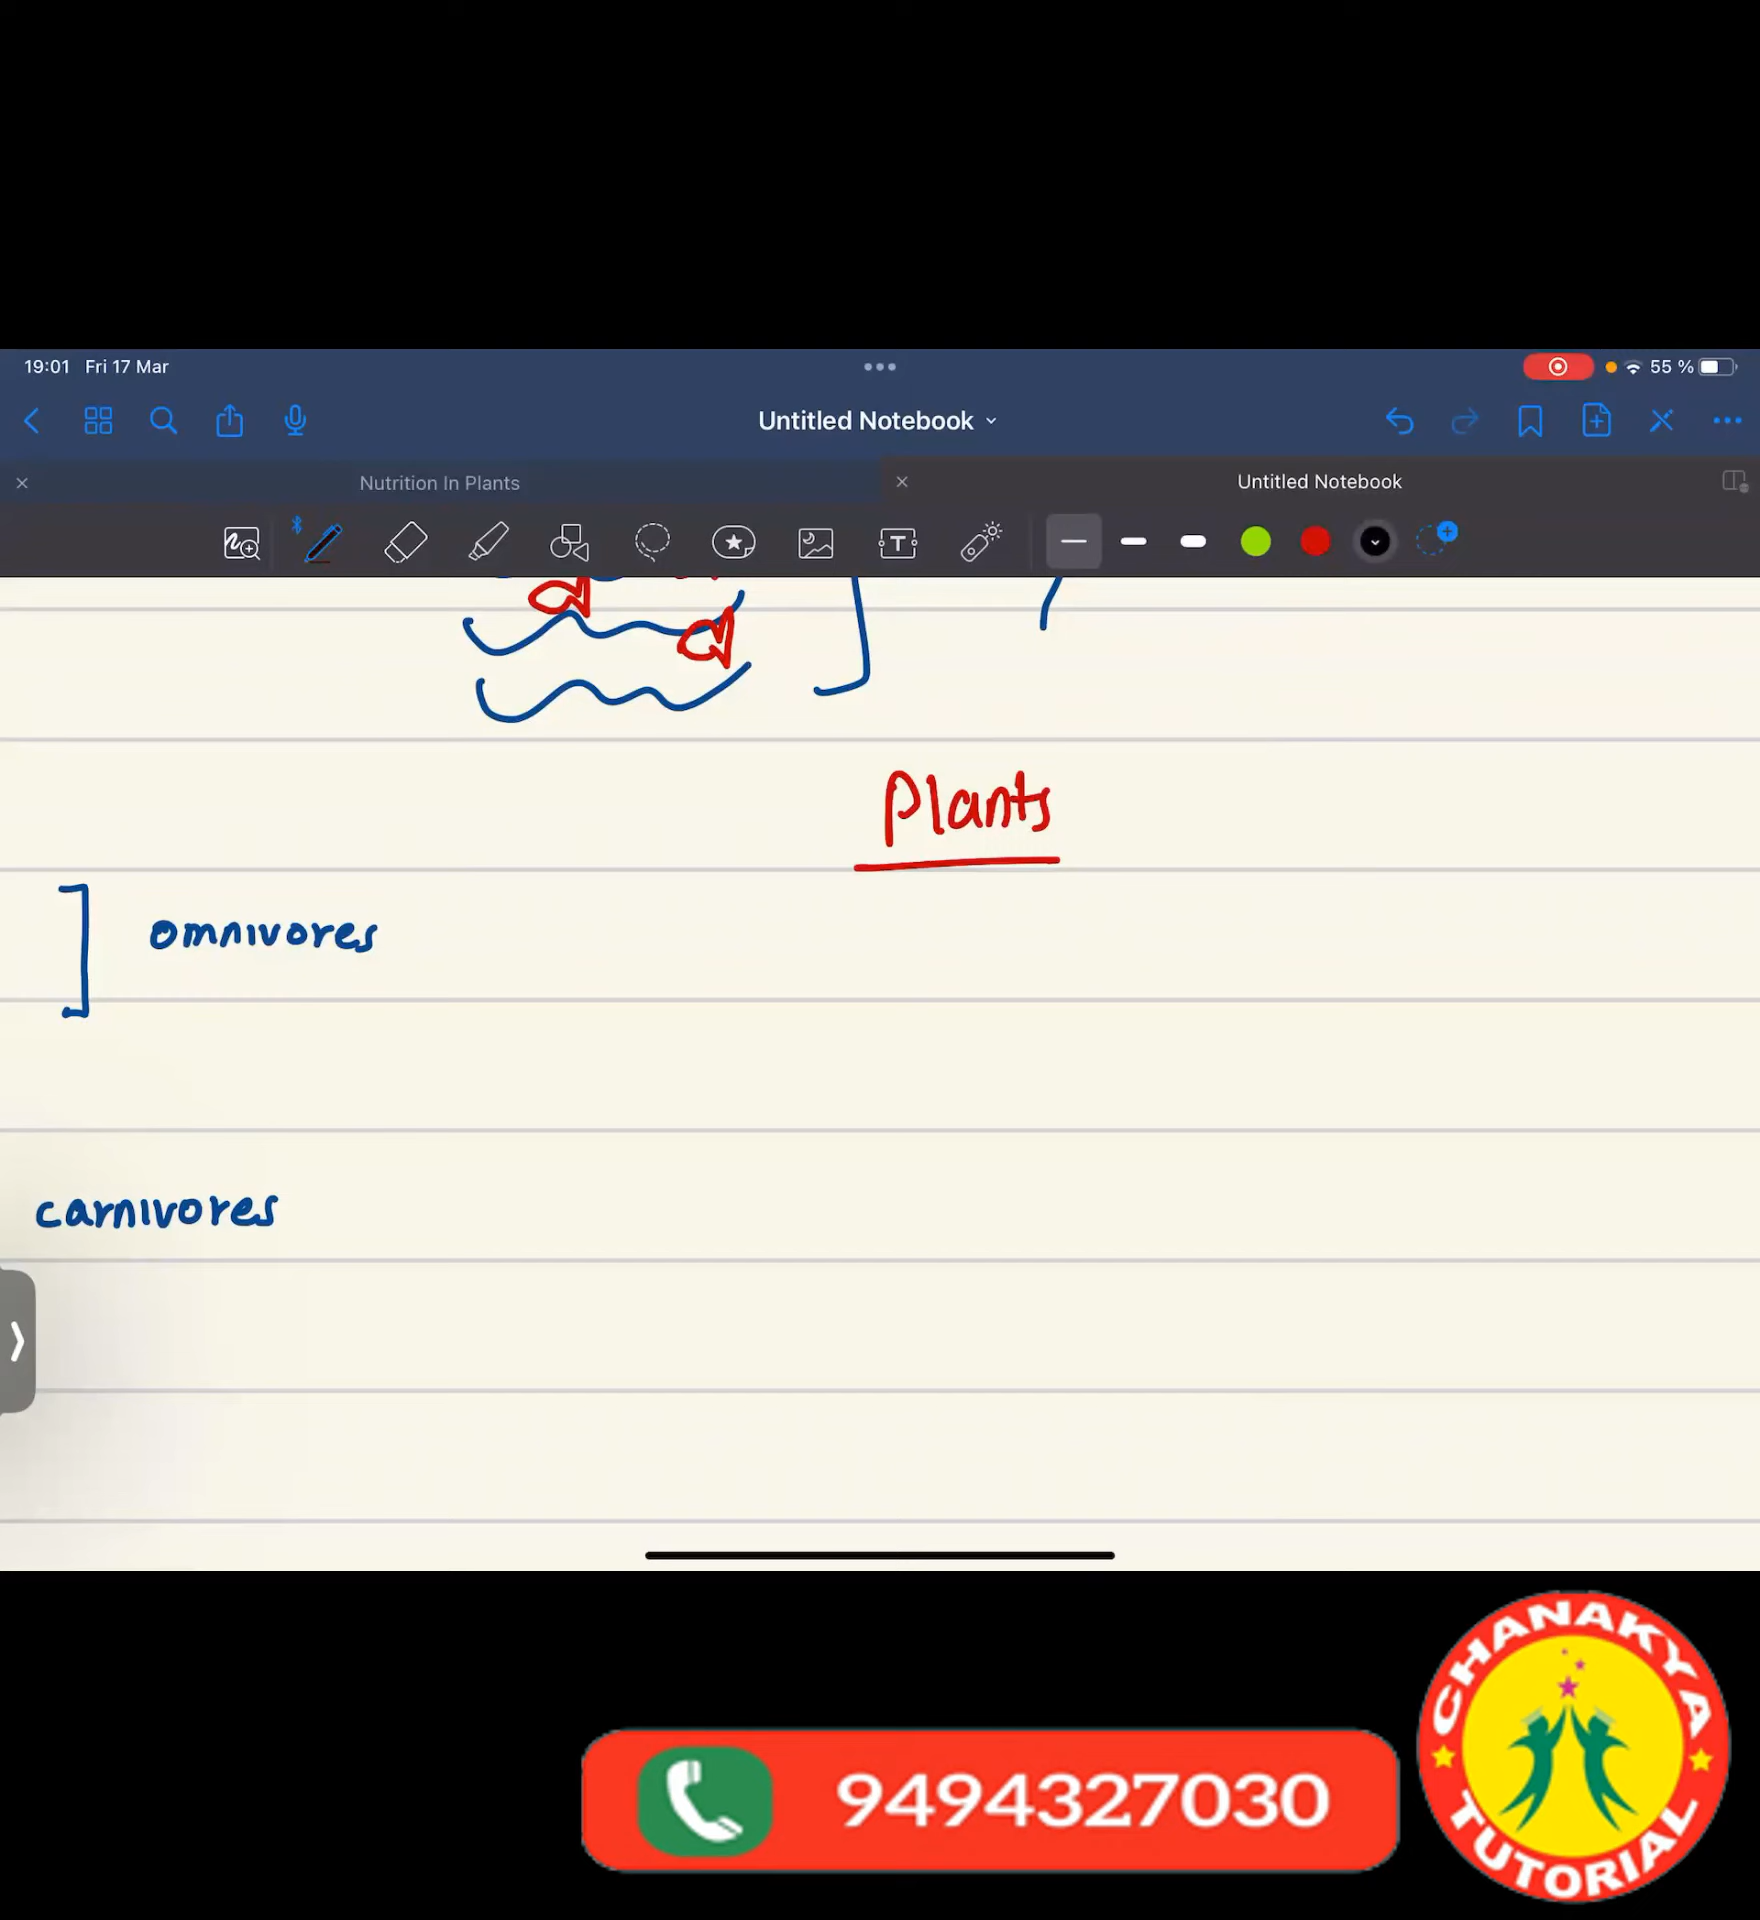 19:01 Fri 17 Mar
55 %
Untitled Notebook
Nutrition In Plants
Untitled Notebook
T
Plants
omnivores
carnivores
CHANAKYA
TUTORIAL
9494327030